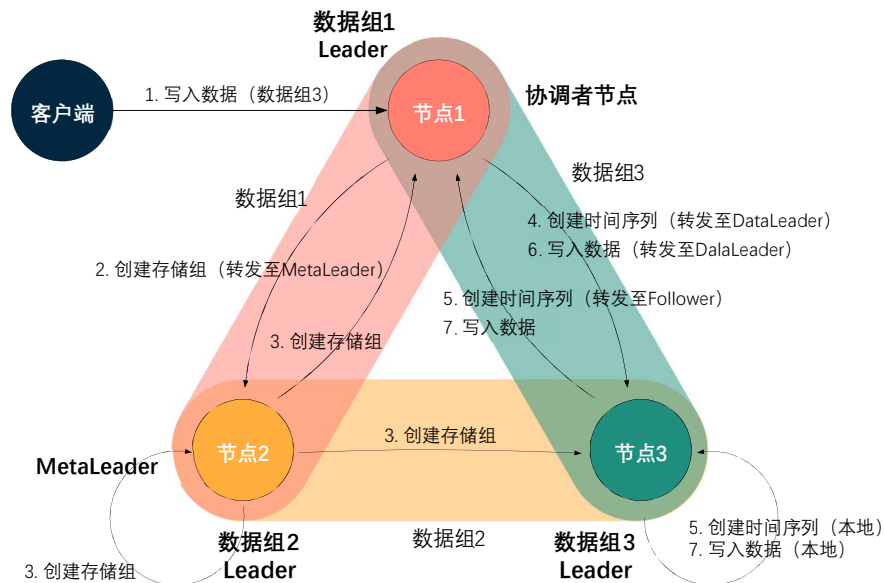 数据组1
Leader
客户端
1. 写入数据（数据组3）
节点1
协调者节点
数据组1
数据组3
4. 创建时间序列（转发至DataLeader）
6. 写入数据（转发至DalaLeader）
2. 创建存储组（转发至MetaLeader）
5. 创建时间序列（转发至Follower）
7. 写入数据
3. 创建存储组
MetaLeader
节点2
3. 创建存储组
节点3
3. 创建存储组
数据组2
Leader
数据组2
数据组3
Leader
5. 创建时间序列（本地）
7. 写入数据（本地）